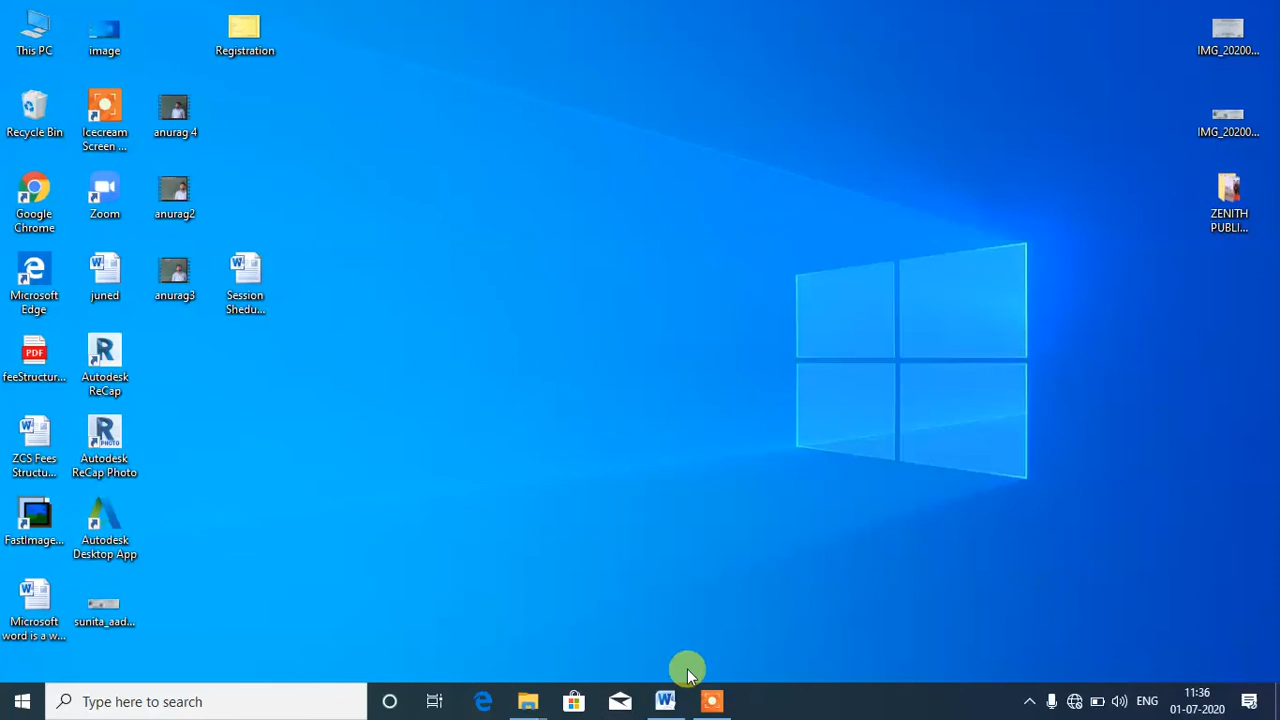 This PC
image
Registration
IMG_20200...
Recycle Bin
Icecream
Screen ...
anurag 4
IMG_20200...
Google
Chrome
Zoom
anurag2
ZENITH
PUBLI...
Microsoft
Edge
juned
anurag3
Session
Shedu...
PDF
feeStructur...
Autodesk
ReCap
ZCS Fees
Structu...
PHOTO
Autodesk
ReCap Photo
FastImage...
Autodesk
Desktop App
Microsoft
word is a w...
sunita_aad...
Type here to search
ENG
11:36
01-07-2020